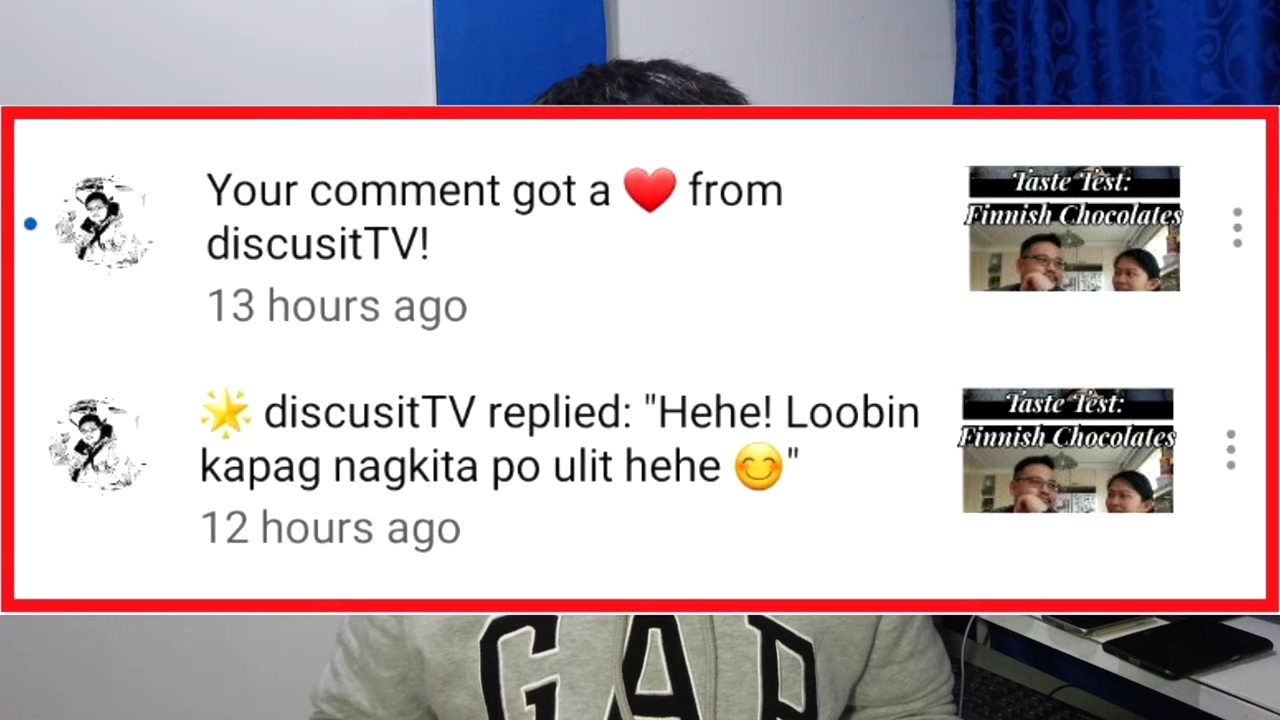 Your comment got a ❤️ from
discusitTV!
13 hours ago
Taste Test:
Finnish Chocolates
🌟 discusitTV replied: "Hehe! Loobin
kapag nagkita po ulit hehe 😊"
12 hours ago
Taste Test:
Finnish Chocolates
GAP